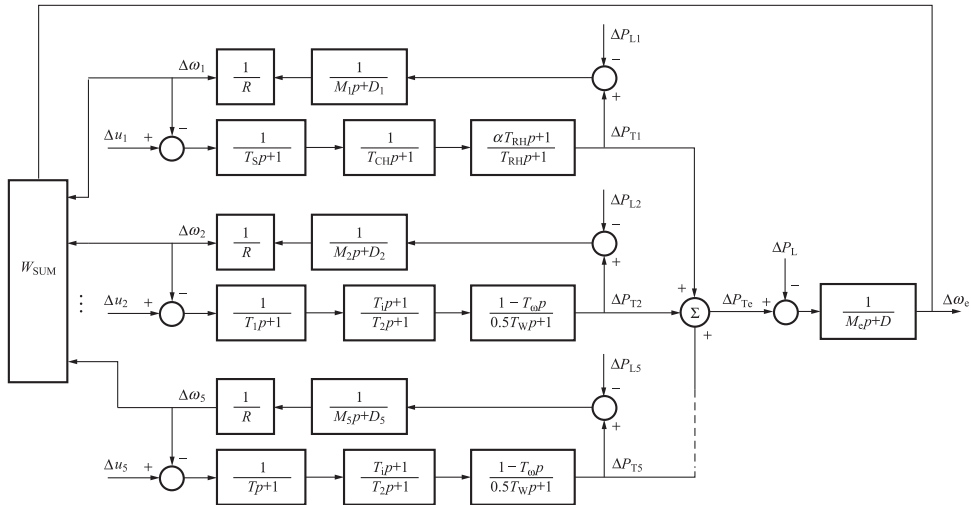 ΔP_L1
Δω_1
1/R
1/(M_1p+D_1)
−
+
Δu_1
+
−
1/(T_Sp+1)
1/(T_CHp+1)
(αT_RHp+1)/(T_RHp+1)
ΔP_T1
W_SUM
ΔP_L2
Δω_2
1/R
1/(M_2p+D_2)
−
+
ΔP_L
⋮
Δu_2
+
−
1/(T_1p+1)
(T_ip+1)/(T_2p+1)
(1 − T_ωp)/(0.5T_Wp+1)
ΔP_T2
+
Σ
+
ΔP_Te
+
−
1/(M_ep+D)
Δω_e
ΔP_L5
Δω_5
1/R
1/(M_5p+D_5)
−
+
Δu_5
+
−
1/(Tp+1)
(T_ip+1)/(T_2p+1)
(1 − T_ωp)/(0.5T_Wp+1)
ΔP_T5